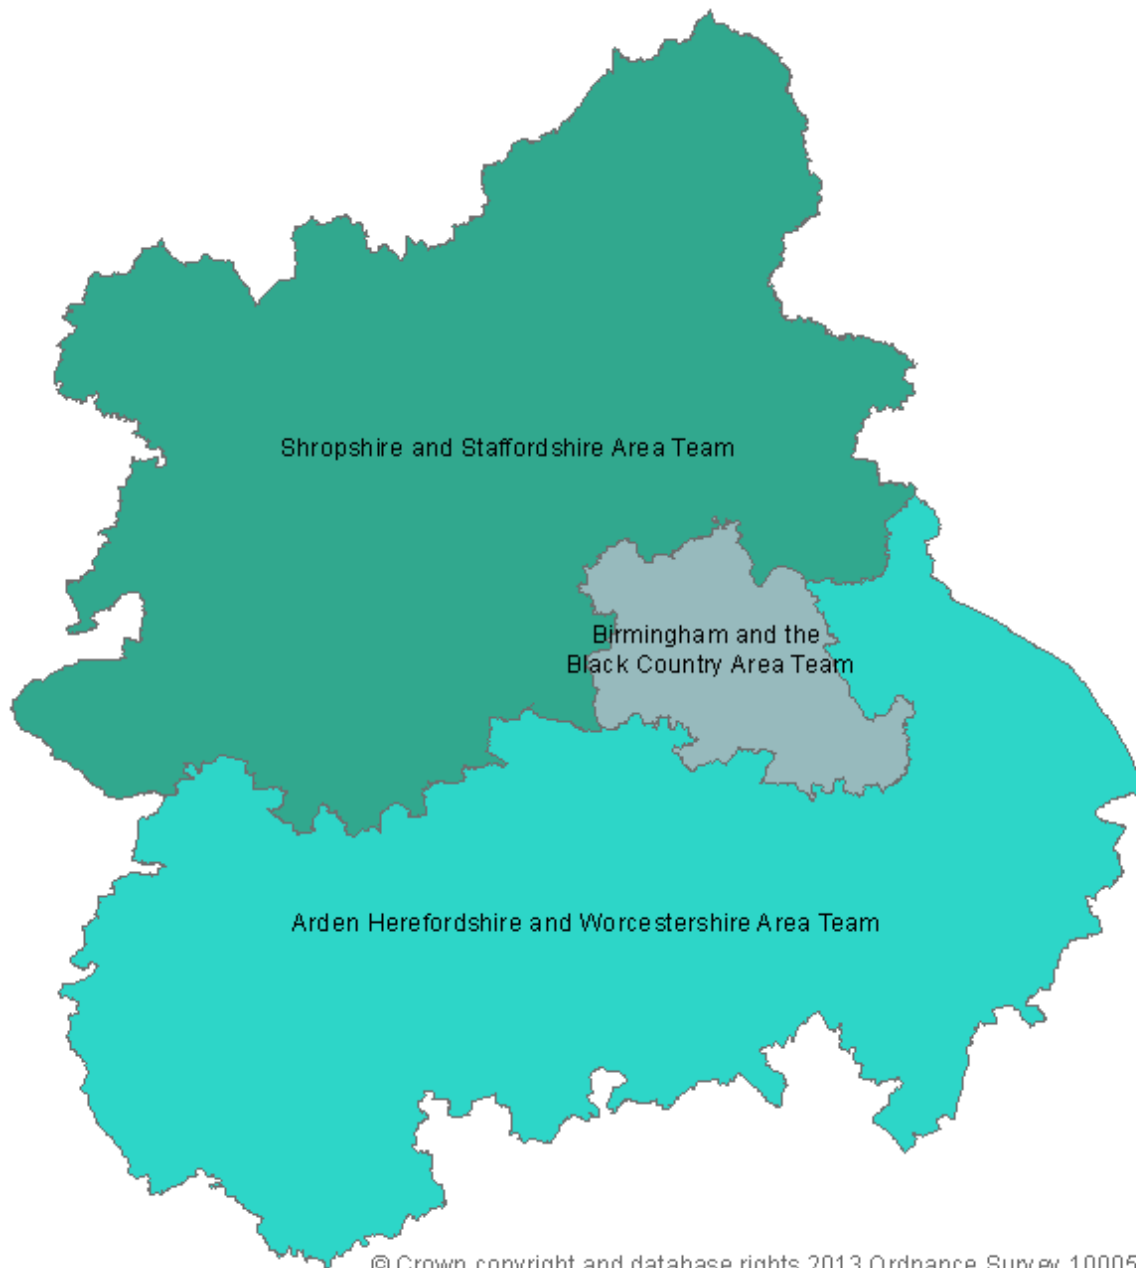 Shropshire and Staffordshire Area Team
Birmingham and the
Black Country Area Team
Arden Herefordshire and Worcestershire Area Team
© Crown copyright and database rights 2013 Ordnance Survey 10005